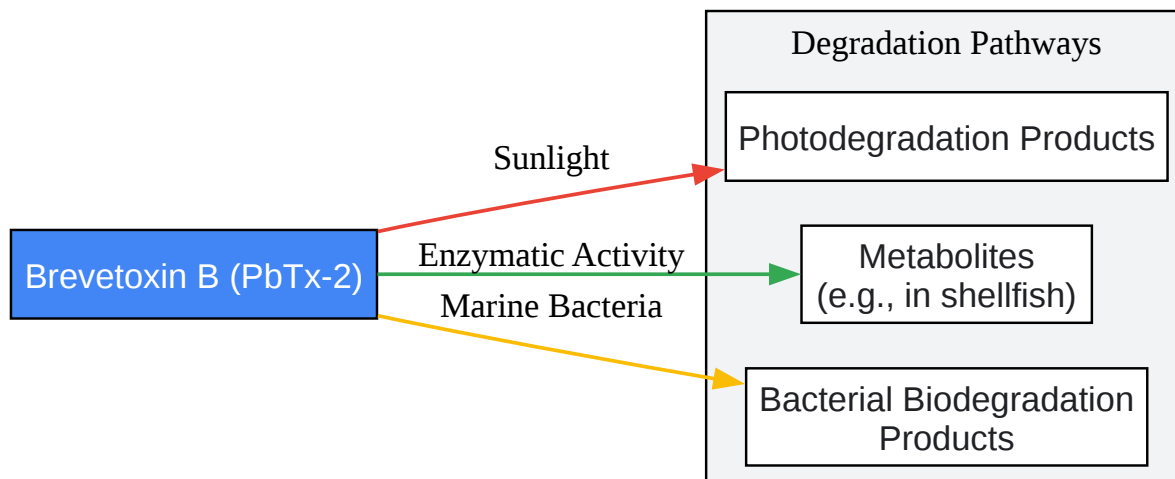 Degradation Pathways
Photodegradation Products
Sunlight
Brevetoxin B (PbTx-2)
Enzymatic Activity
Metabolites
(e.g., in shellfish)
Marine Bacteria
Bacterial Biodegradation
Products